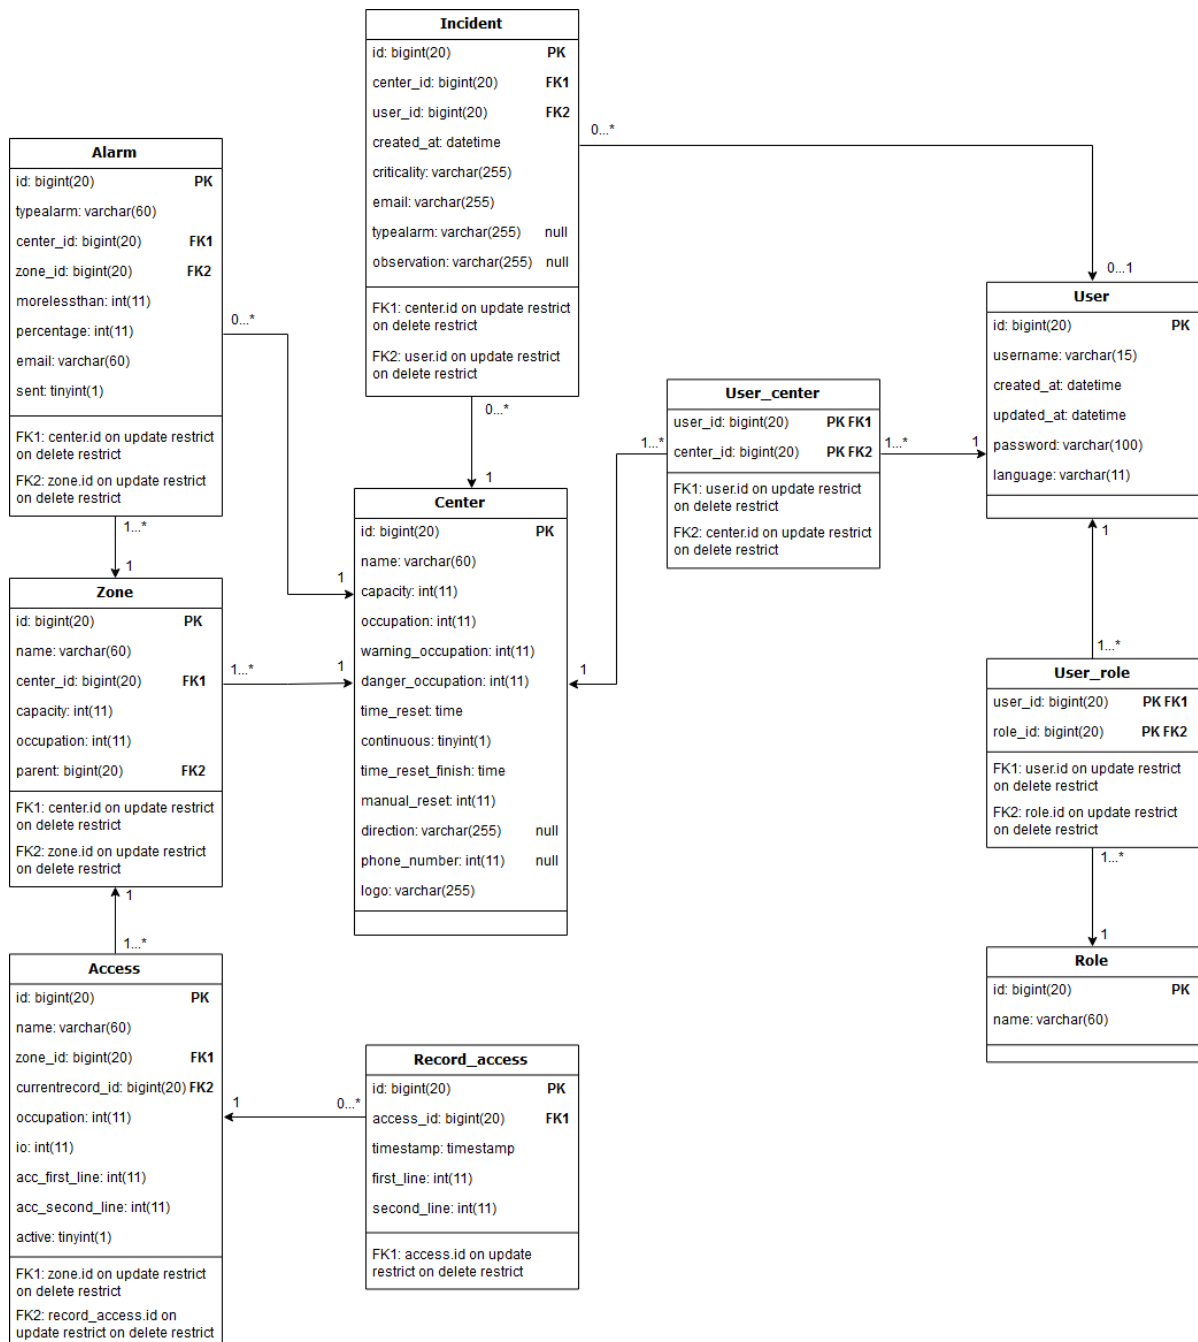 Incident
id: bigint(20) PK
center_id: bigint(20) FK1
user_id: bigint(20) FK2
created_at: datetime
criticality: varchar(255)
email: varchar(255)
typealarm: varchar(255) null
observation: varchar(255) null
FK1: center.id on update restrict
on delete restrict
FK2: user.id on update restrict
on delete restrict
0...*
0...1
0...*
1
Alarm
id: bigint(20) PK
typealarm: varchar(60)
center_id: bigint(20) FK1
zone_id: bigint(20) FK2
morelessthan: int(11)
percentage: int(11)
email: varchar(60)
sent: tinyint(1)
FK1: center.id on update restrict
on delete restrict
FK2: zone.id on update restrict
on delete restrict
0...*
1
1...*
1
User
id: bigint(20) PK
username: varchar(15)
created_at: datetime
updated_at: datetime
password: varchar(100)
language: varchar(11)
User_center
user_id: bigint(20) PK FK1
center_id: bigint(20) PK FK2
FK1: user.id on update restrict
on delete restrict
FK2: center.id on update restrict
on delete restrict
1...*
1
1...*
1
Center
id: bigint(20) PK
name: varchar(60)
capacity: int(11)
occupation: int(11)
warning_occupation: int(11)
danger_occupation: int(11)
time_reset: time
continuous: tinyint(1)
time_reset_finish: time
manual_reset: int(11)
direction: varchar(255) null
phone_number: int(11) null
logo: varchar(255)
Zone
id: bigint(20) PK
name: varchar(60)
center_id: bigint(20) FK1
capacity: int(11)
occupation: int(11)
parent: bigint(20) FK2
FK1: center.id on update restrict
on delete restrict
FK2: zone.id on update restrict
on delete restrict
1...*
1
1
1...*
User_role
user_id: bigint(20) PK FK1
role_id: bigint(20) PK FK2
FK1: user.id on update restrict
on delete restrict
FK2: role.id on update restrict
on delete restrict
1
1...*
1...*
1
Role
id: bigint(20) PK
name: varchar(60)
Access
id: bigint(20) PK
name: varchar(60)
zone_id: bigint(20) FK1
currentrecord_id: bigint(20) FK2
occupation: int(11)
io: int(11)
acc_first_line: int(11)
acc_second_line: int(11)
active: tinyint(1)
FK1: zone.id on update restrict
on delete restrict
FK2: record_access.id on
update restrict on delete restrict
1
0...*
Record_access
id: bigint(20) PK
access_id: bigint(20) FK1
timestamp: timestamp
first_line: int(11)
second_line: int(11)
FK1: access.id on update
restrict on delete restrict